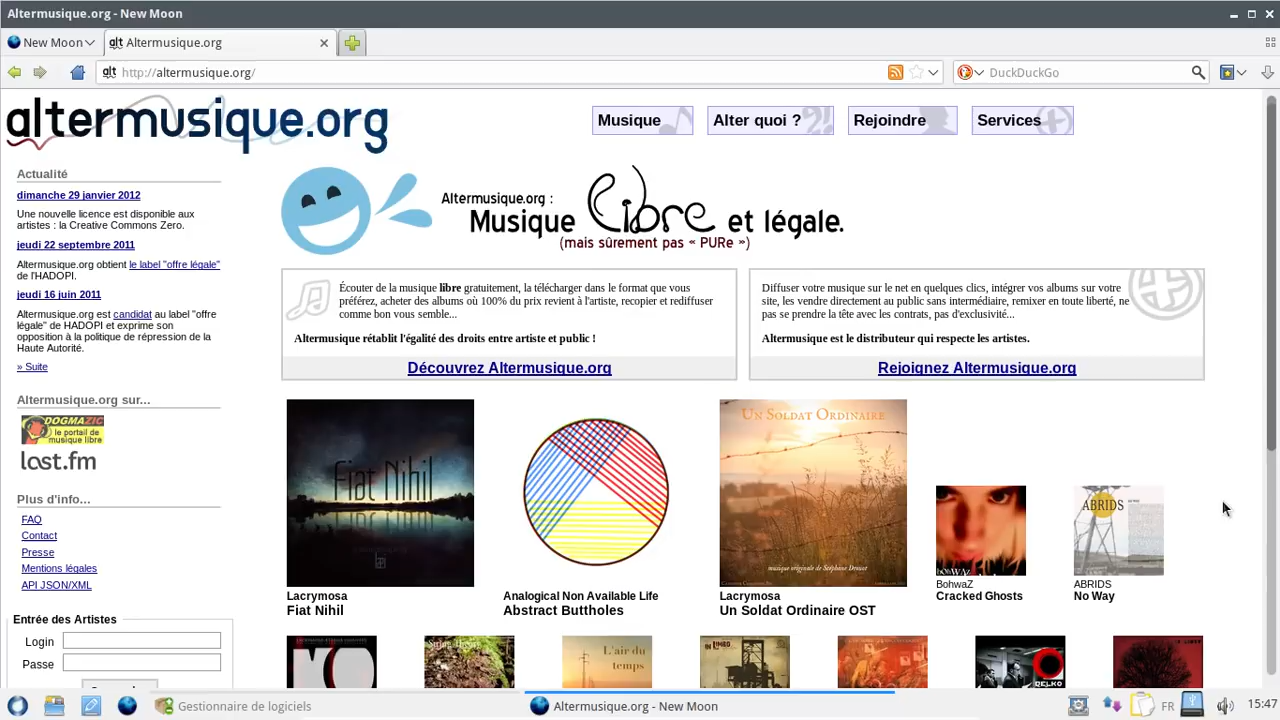 Altermusique.org - New Moon
New Moon
alt Altermusique.org
alt http://altermusique.org/
DuckDuckGo
altermusique.org
Musique
Alter quoi ?
Rejoindre
Services
Actualité
dimanche 29 janvier 2012
Une nouvelle licence est disponible aux
artistes : la Creative Commons Zero.
jeudi 22 septembre 2011
Altermusique.org obtient le label "offre légale"
de l'HADOPI.
jeudi 16 juin 2011
Altermusique.org est candidat au label "offre
légale" de HADOPI et exprime son
opposition à la politique de répression de la
Haute Autorité.
» Suite
Altermusique.org sur...
DOGMAZIC
le portail de
musique libre
last.fm
Plus d'info...
FAQ
Contact
Presse
Mentions légales
API JSON/XML
Entrée des Artistes
Login
Passe
Altermusique.org :
Musique Libre et légale.
(mais sûrement pas « PURe »)
Écouter de la musique libre gratuitement, la télécharger dans le format que vous
préférez, acheter des albums où 100% du prix revient à l'artiste, recopier et rediffuser
comme bon vous semble...
Altermusique rétablit l'égalité des droits entre artiste et public !
Découvrez Altermusique.org
Diffuser votre musique sur le net en quelques clics, intégrer vos albums sur votre
site, les vendre directement au public sans intermédiaire, remixer en toute liberté, ne
pas se prendre la tête avec les contrats, pas d'exclusivité...
Altermusique est le distributeur qui respecte les artistes.
Rejoignez Altermusique.org
Fiat Nihil
Lacrymosa
Fiat Nihil
Analogical Non Available Life
Abstract Buttholes
Un Soldat Ordinaire
musique originale de Stéphane Drouot
Lacrymosa
Un Soldat Ordinaire OST
BOHWAZ
BohwaZ
Cracked Ghosts
ABRIDS
ABRIDS
No Way
L'air du
temps
IN LIMBO
DELKO
Gestionnaire de logiciels
Altermusique.org - New Moon
FR
15:47